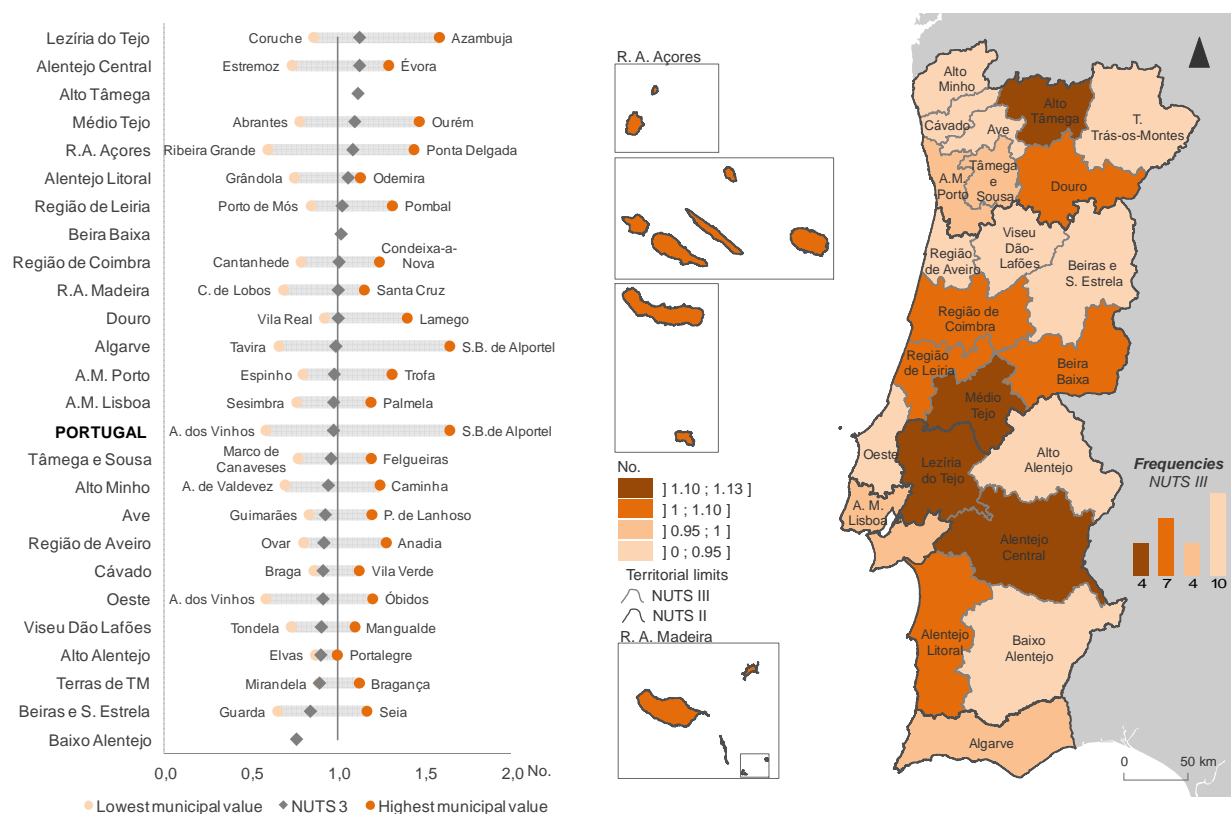 Lezíria do Tejo
Coruche
Azambuja
Alentejo Central
Estremoz
Évora
Alto Tâmega
Médio Tejo
Abrantes
Ourém
R.A. Açores
Ribeira Grande
Ponta Delgada
Alentejo Litoral
Grândola
Odemira
Região de Leiria
Porto de Mós
Pombal
Beira Baixa
Região de Coimbra
Cantanhede
Condeixa-a-
Nova
R.A. Madeira
C. de Lobos
Santa Cruz
Douro
Vila Real
Lamego
Algarve
Tavira
S.B. de Alportel
A.M. Porto
Espinho
Trofa
A.M. Lisboa
Sesimbra
Palmela
PORTUGAL
A. dos Vinhos
S.B.de Alportel
Tâmega e Sousa
Marco de
Canaveses
Felgueiras
Alto Minho
A. de Valdevez
Caminha
Ave
Guimarães
P. de Lanhoso
Região de Aveiro
Ovar
Anadia
Cávado
Braga
Vila Verde
Oeste
A. dos Vinhos
Óbidos
Viseu Dão Lafões
Tondela
Mangualde
Alto Alentejo
Elvas
Portalegre
Terras de TM
Mirandela
Bragança
Beiras e S. Estrela
Guarda
Seia
Baixo Alentejo
0,0 0,5 1,0 1,5 2,0 No.
Lowest municipal value NUTS 3 Highest municipal value
R. A. Açores
No.
] 1.10 ; 1.13 ]
] 1 ; 1.10 ]
] 0.95 ; 1 ]
] 0 ; 0.95 ]
Territorial limits
NUTS III
NUTS II
R. A. Madeira
Alto
Minho
Alto
Tâmega
T.
Trás-os-Montes
Cávado
Ave
A.M.
Porto
Tâmega
e
Sousa
Douro
Região
de Aveiro
Viseu
Dão-
Lafões
Beiras e
S. Estrela
Região de
Coimbra
Região
de Leiria
Beira
Baixa
Médio
Tejo
Oeste
Lezíria
do Tejo
Alto
Alentejo
A. M.
Lisboa
Alentejo
Central
Alentejo
Litoral
Baixo
Alentejo
Algarve
Frequencies
NUTS III
4 7 4 10
0 50 km